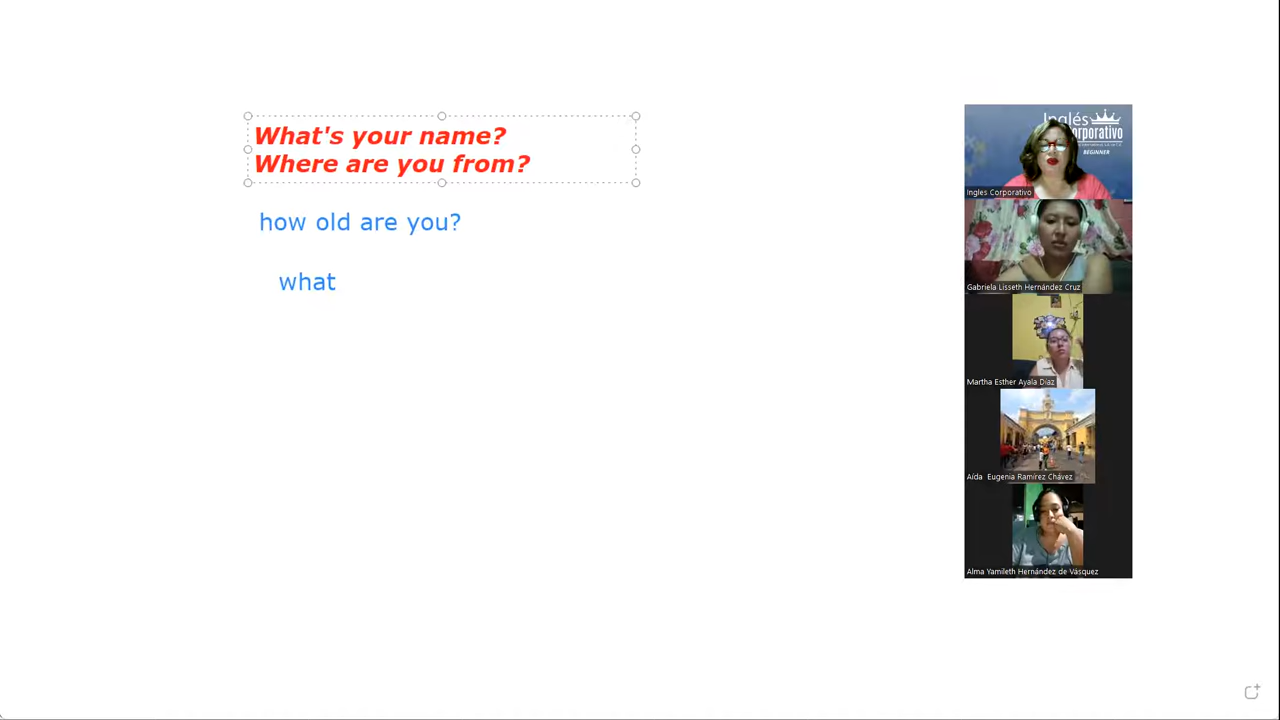 What's your name?
Where are you from?
how old are you?
what
Inglés
orporativo
BEGINNER
Ingles Corporativo
Gabriela Lisseth Hernández Cruz
Martha Esther Ayala Díaz
Aída Eugenia Ramírez Chávez
Alma Yamileth Hernández de Vásquez